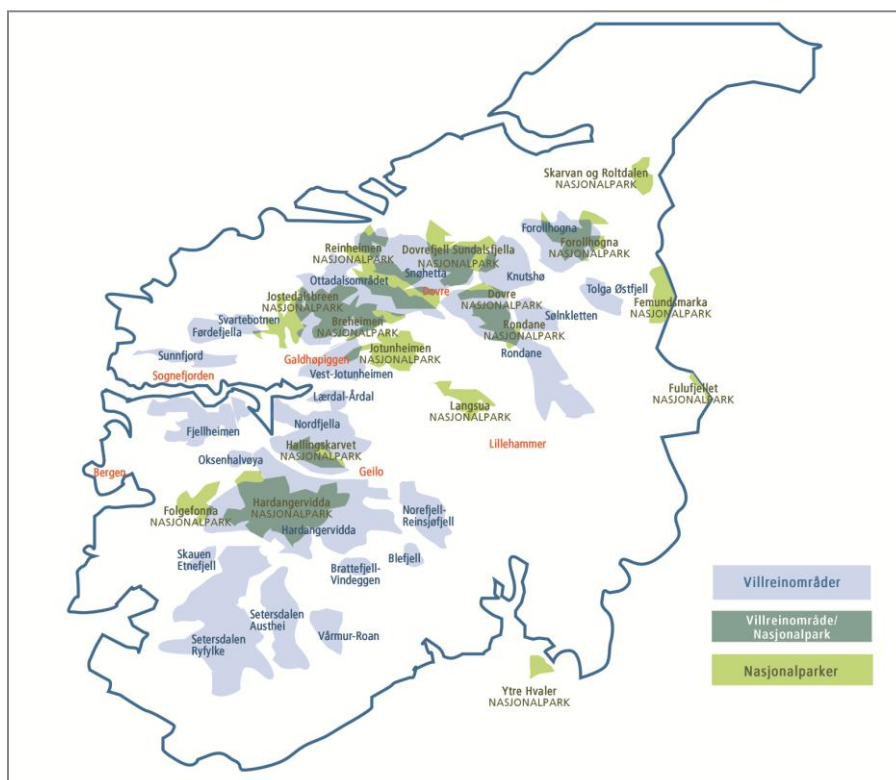 Skarvan og Roltdalen
NASJONALPARK
Forollhogna
Forollhogna
NASJONALPARK
Reinheimen
NASJONALPARK
Dovrefjell Sundalsfjella
NASJONALPARK
Snøhetta
Knutshø
Ottadalsområdet
Dovre
Dovre
NASJONALPARK
Tolga Østfjell
Femundsmarka
NASJONALPARK
Jostedalsbreen
NASJONALPARK
Sølnkletten
Svartebotnen
Førdefjella
Breheimen
NASJONALPARK
Rondane
NASJONALPARK
Rondane
Jotunheimen
NASJONALPARK
Sunnfjord
Galdhøpiggen
Vest-Jotunheimen
Sognefjorden
Fulufjellet
NASJONALPARK
Lærdal-Årdal
Langsua
NASJONALPARK
Nordfjella
Fjellheimen
Lillehammer
Hallingskarvet
NASJONALPARK
Oksenhalvøya
Bergen
Geilo
Folgefonna
NASJONALPARK
Hardangervidda
NASJONALPARK
Hardangervidda
Norefjell-
Reinsjøfjell
Skauen
Etnefjell
Blefjell
Brattefjell-
Vindeggen
Setersdalen
Ryfylke
Setersdalen
Austhei
Vårmur-Roan
Ytre Hvaler
NASJONALPARK
Villreinområder
Villreinområde/
Nasjonalpark
Nasjonalparker